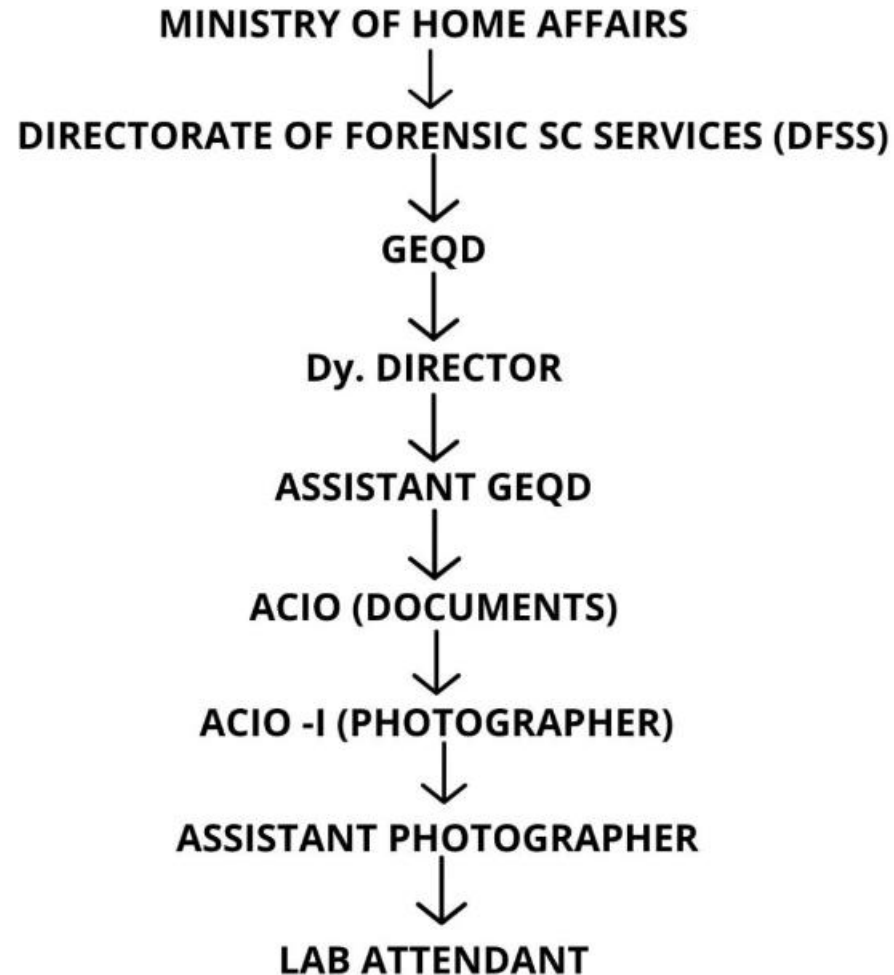 MINISTRY OF HOME AFFAIRS
DIRECTORATE OF FORENSIC SC SERVICES (DFSS)
GEQD
Dy. DIRECTOR
ASSISTANT GEQD
ACIO (DOCUMENTS)
ACIO -I (PHOTOGRAPHER)
ASSISTANT PHOTOGRAPHER
LAB ATTENDANT